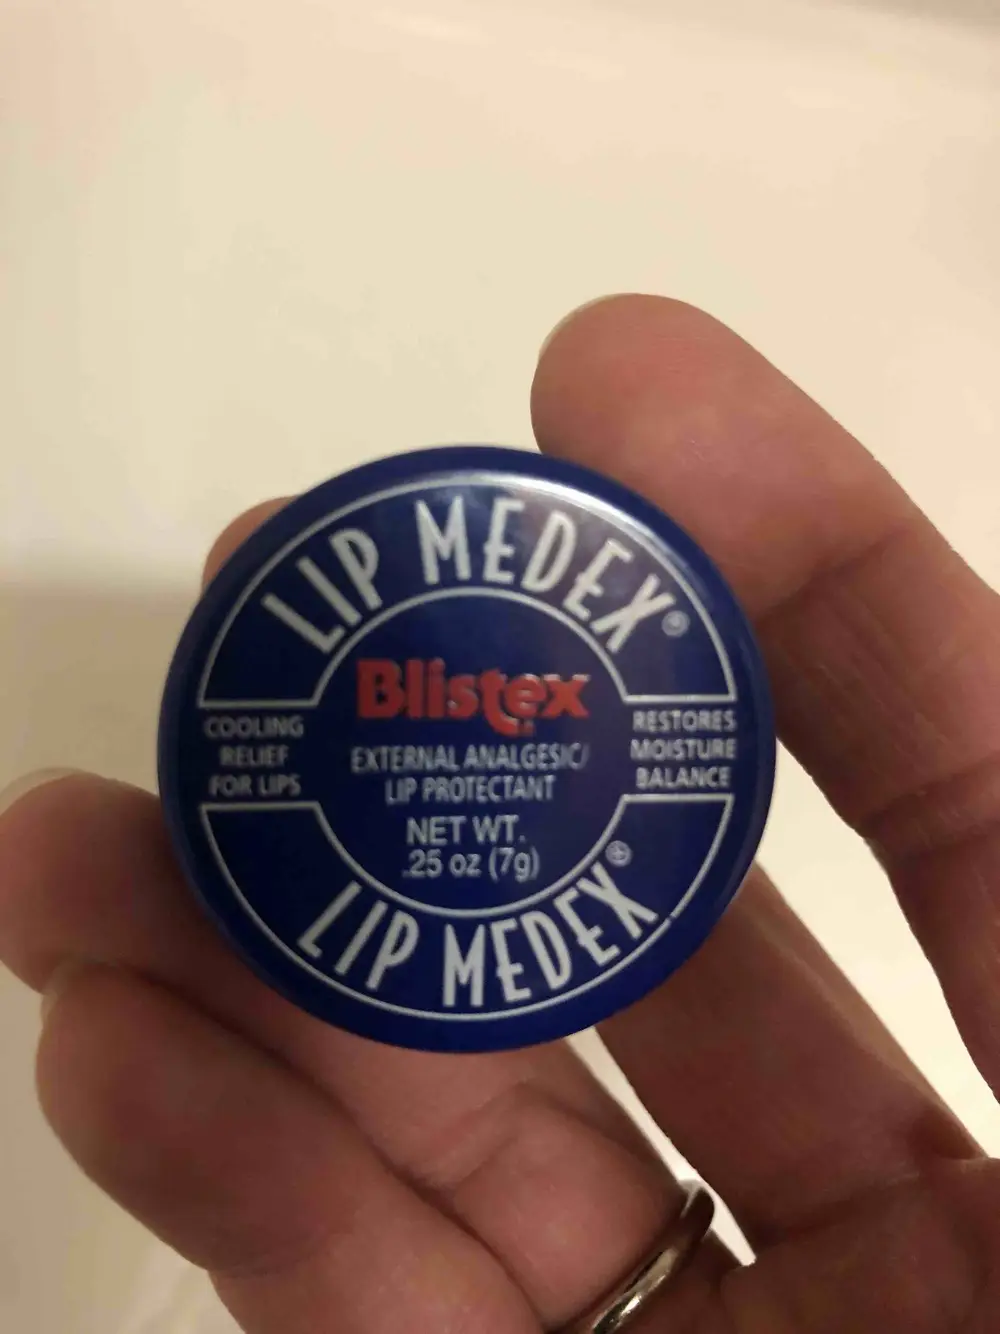 LIP MEDEX®
Blistex
EXTERNAL ANALGESIC/
LIP PROTECTANT
NET WT.
.25 oz (7g)
COOLING
RELIEF
FOR LIPS
RESTORES
MOISTURE
BALANCE
LIP MEDEX®